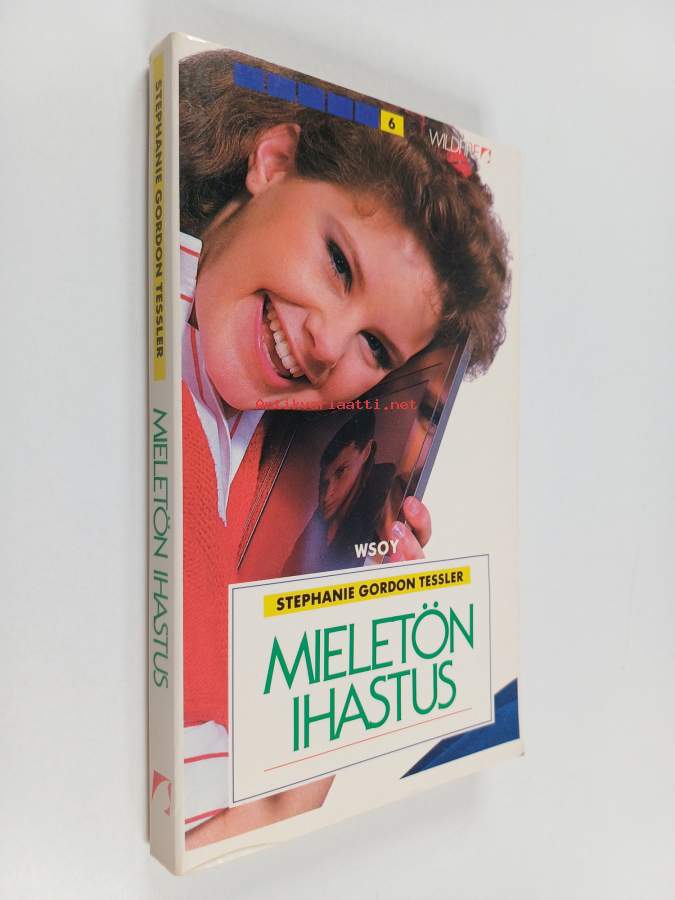 STEPHANIE GORDON TESSLER
MIELETÖN IHASTUS
6
WILDFIRE
Antikvariaatti.net
WSOY
STEPHANIE GORDON TESSLER
MIELETÖN
IHASTUS